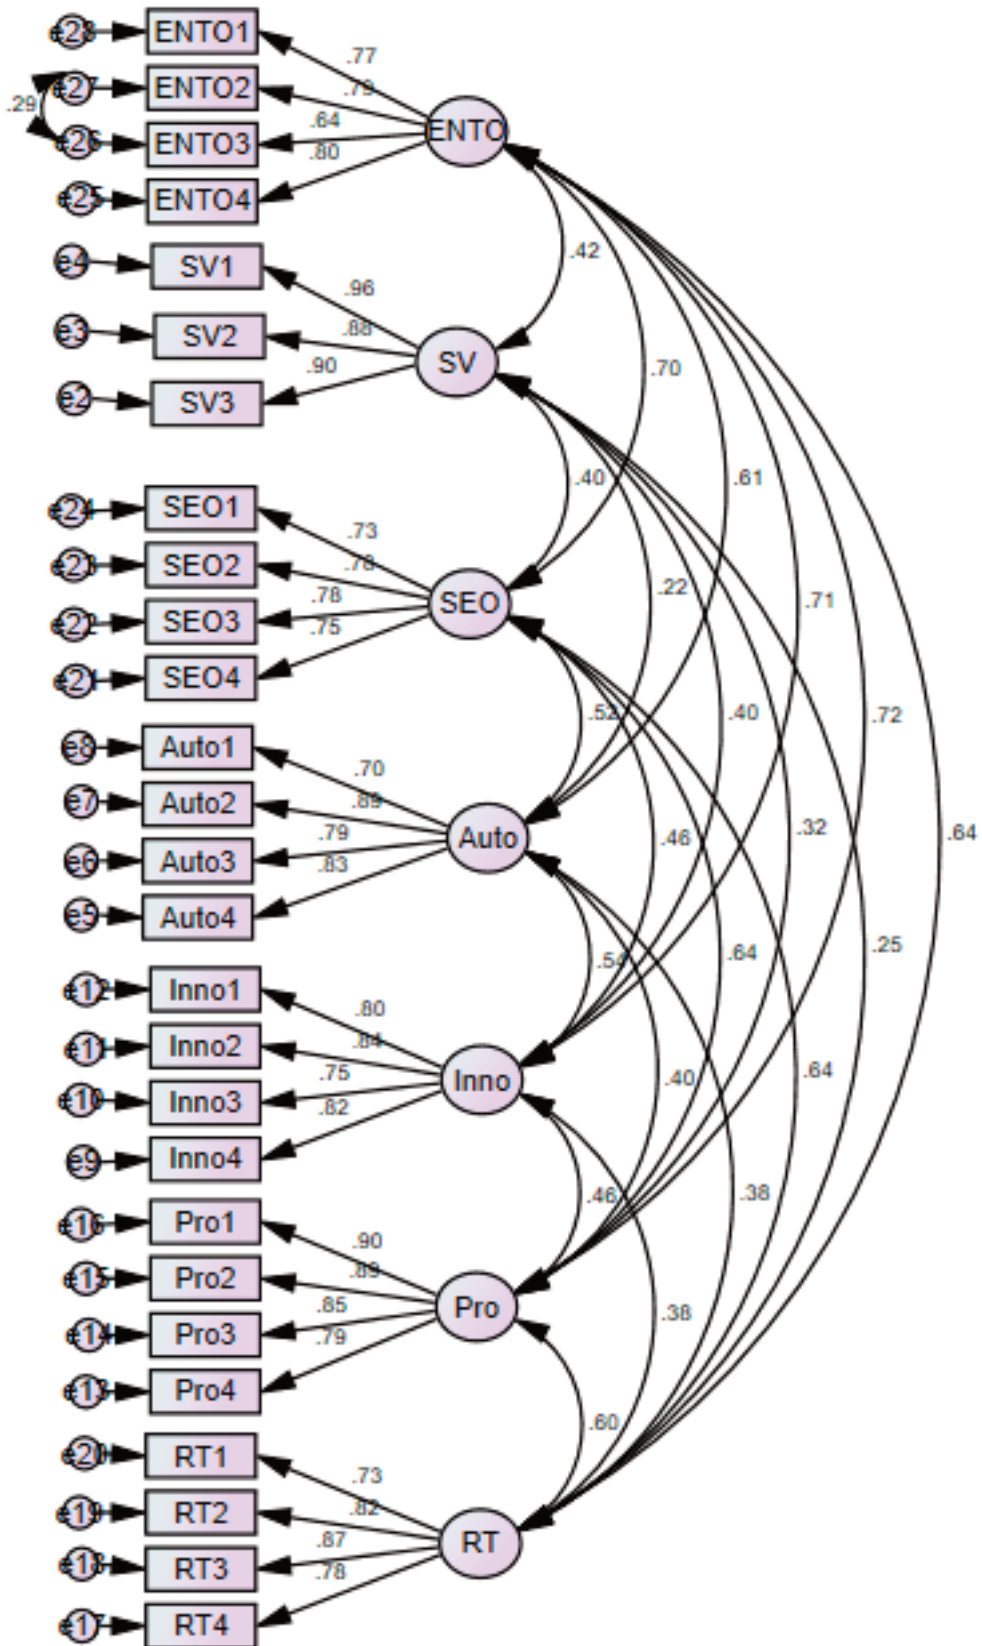 e28 ENTO1
.77
e27 ENTO2
.79
.29
.64
ENTO
e26 ENTO3
.80
e25 ENTO4
.42
e4 SV1
.96
e3 SV2
.88
SV
.90
.70
e2 SV3
.40
.61
e24 SEO1
.73
e23 SEO2
.78
.22
.78
SEO
.71
e22 SEO3
.75
e21 SEO4
.52
.40
.72
e8 Auto1
.70
e7 Auto2
.89
.32
.79
Auto
.46
.64
e6 Auto3
.83
e5 Auto4
.54
.64
.25
e12 Inno1
.80
e11 Inno2
.84
.75
Inno
.40
.64
e10 Inno3
.82
e9 Inno4
.46
.38
e16 Pro1
.90
e15 Pro2
.89
.85
Pro
.38
e14 Pro3
.79
e13 Pro4
.60
e20 RT1
.73
e19 RT2
.82
.87
RT
e18 RT3
.78
e17 RT4